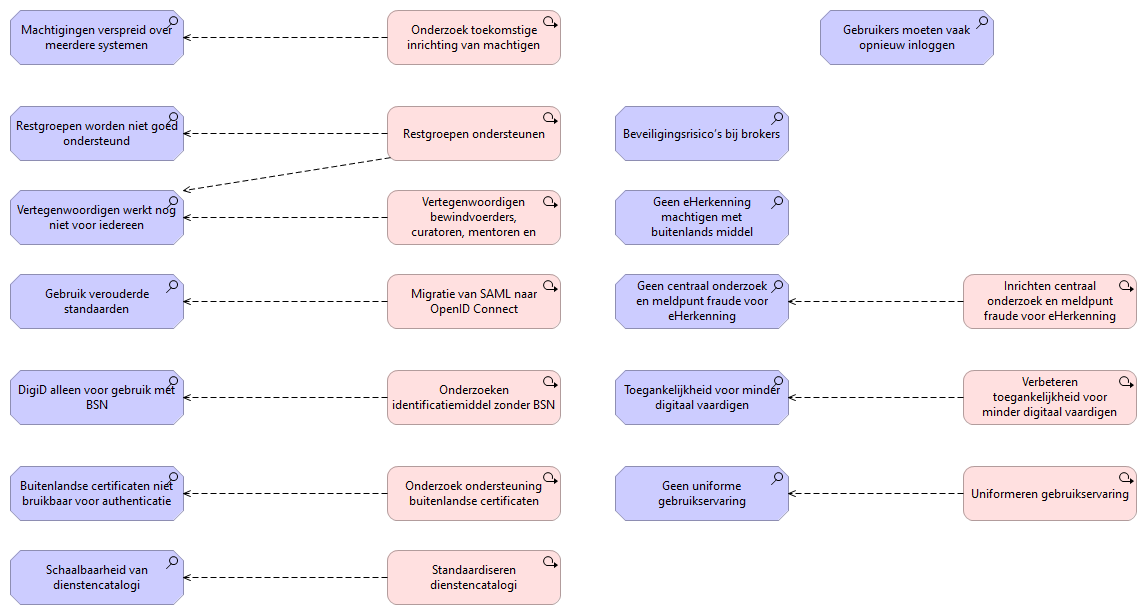 Machtigingen verspreid over
meerdere systemen
Onderzoek toekomstige
inrichting van machtigen
Gebruikers moeten vaak
opnieuw inloggen
Restgroepen worden niet goed
ondersteund
Restgroepen ondersteunen
Beveiligingsrisico's bij brokers
Vertegenwoordigen werkt nog
niet voor iedereen
Vertegenwoordigen
bewindvoerders,
curatoren, mentoren en
Geen eHerkenning
machtigen met
buitenlands middel
Gebruik verouderde
standaarden
Migratie van SAML naar
OpenID Connect
Geen centraal onderzoek
en meldpunt fraude voor
eHerkenning
Inrichten centraal
onderzoek en meldpunt
fraude voor eHerkenning
DigiD alleen voor gebruik met
BSN
Onderzoeken
identificatiemiddel zonder BSN
Toegankelijkheid voor minder
digitaal vaardigen
Verbeteren
toegankelijkheid voor
minder digitaal vaardigen
Buitenlandse certificaten niet
bruikbaar voor authenticatie
Onderzoek ondersteuning
buitenlandse certificaten
Geen uniforme
gebruikservaring
Uniformeren gebruikservaring
Schaalbaarheid van
dienstencatalogi
Standaardiseren
dienstencatalogi